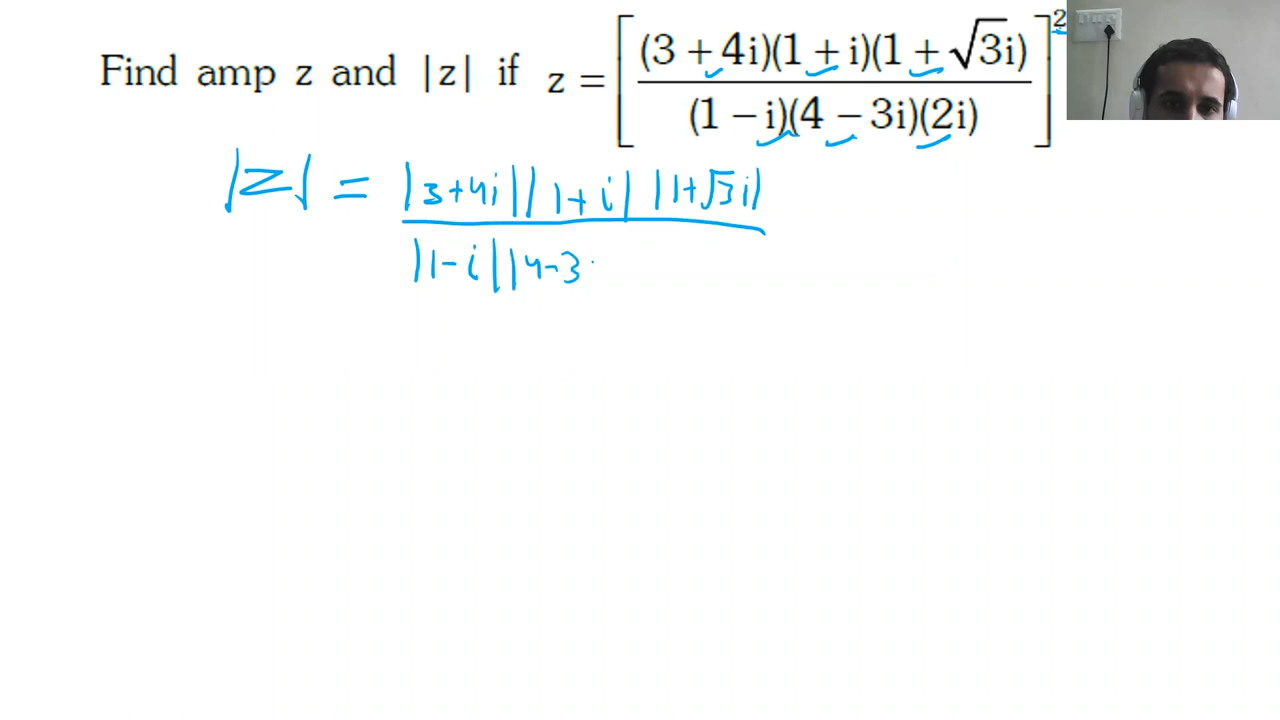 Find amp z and |z| if z = [ (3 + 4i)(1 + i)(1 + √3i) / (1 − i)(4 − 3i)(2i) ]²
|z| = |3+4i||1+i||1+√3i|
|1-i||4-3